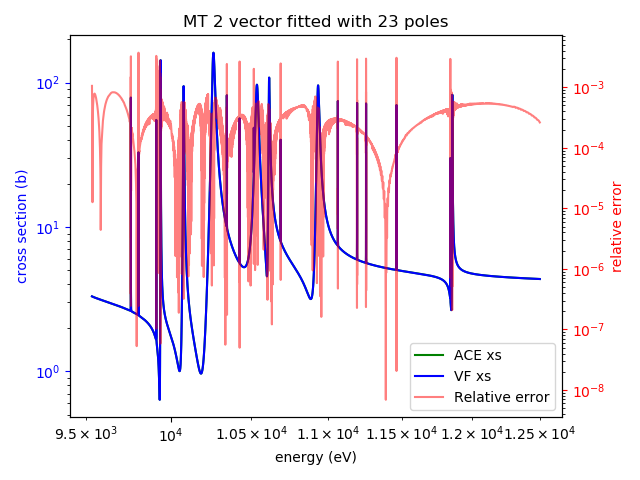 MT 2 vector fitted with 23 poles
cross section (b)
10²
10¹
10⁰
10⁻³
10⁻⁴
10⁻⁵
10⁻⁶
10⁻⁷
10⁻⁸
relative error
ACE xs
VF xs
Relative error
9.5 × 10³ 10⁴ 1.05 × 10⁴ 1.1 × 10⁴ 1.15 × 10⁴ 1.2 × 10⁴ 1.25 × 10⁴
energy (eV)